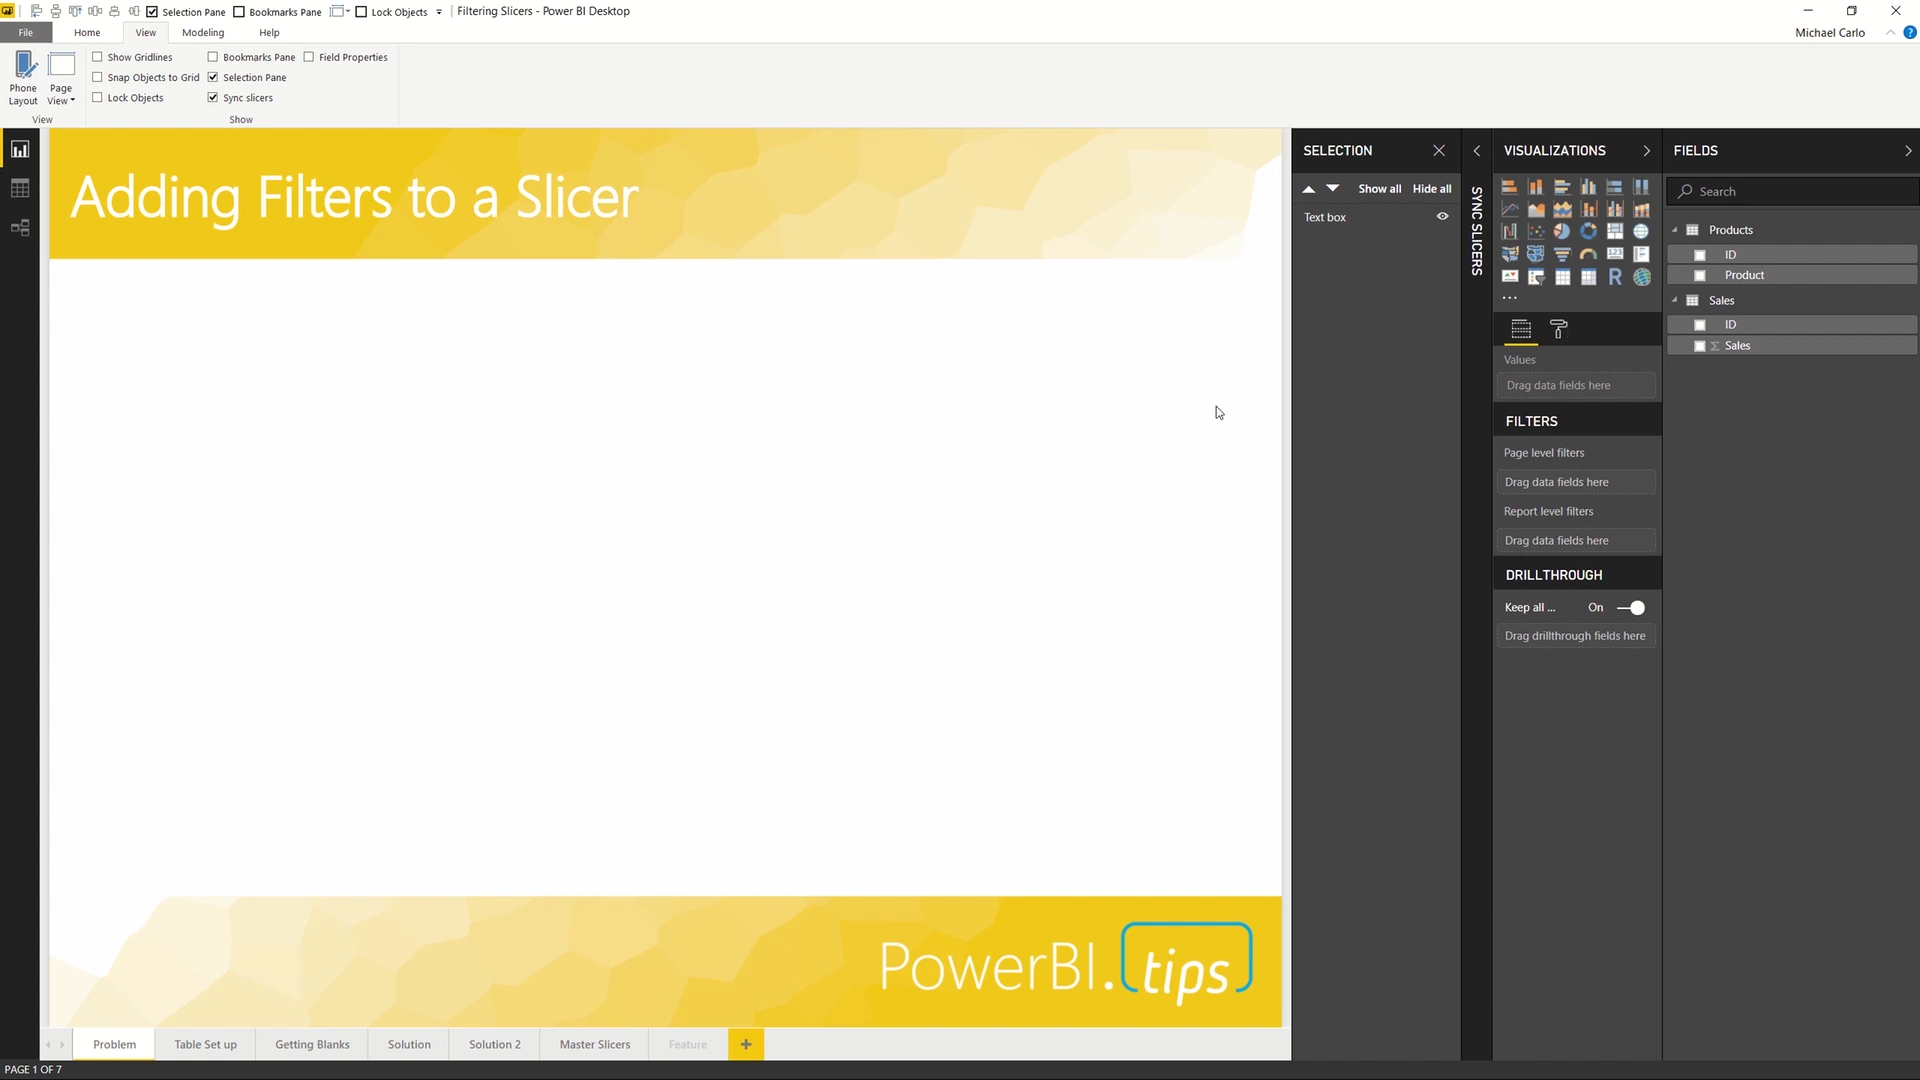 Selection Pane Bookmarks Pane Lock Objects Filtering Slicers - Power BI Desktop
File Home View Modeling Help Michael Carlo
Show Gridlines Bookmarks Pane Field Properties
Snap Objects to Grid Selection Pane
Lock Objects Sync slicers
Phone Layout
Page View
View Show
Adding Filters to a Slicer
PowerBI.tips
SELECTION
Show all Hide all
Text box
SYNC SLICERS
VISUALIZATIONS
R
Values
Drag data fields here
FILTERS
Page level filters
Drag data fields here
Report level filters
Drag data fields here
DRILLTHROUGH
Keep all ... On
Drag drillthrough fields here
FIELDS
Search
Products
ID
Product
Sales
ID
Σ Sales
Problem Table Set up Getting Blanks Solution Solution 2 Master Slicers Feature +
PAGE 1 OF 7